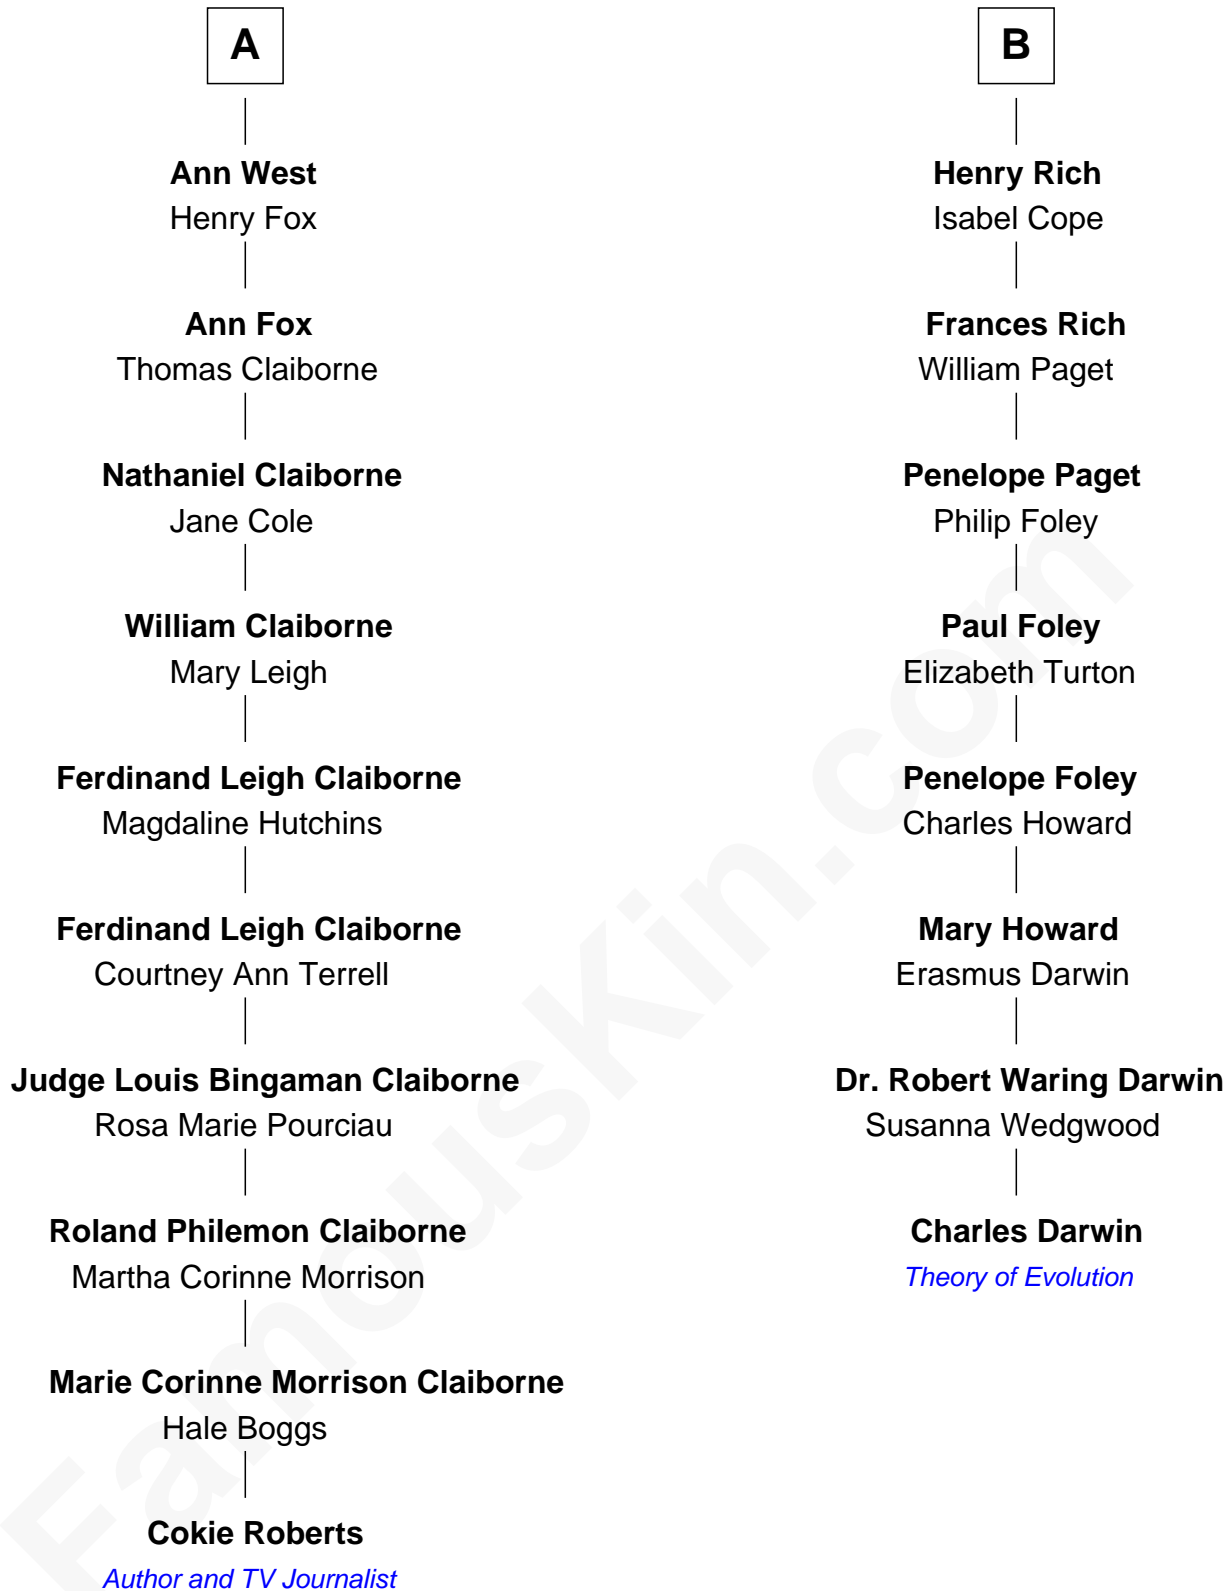 A
Ann West
Henry Fox
Ann Fox
Thomas Claiborne
Nathaniel Claiborne
Jane Cole
William Claiborne
Mary Leigh
Ferdinand Leigh Claiborne
Magdaline Hutchins
Ferdinand Leigh Claiborne
Courtney Ann Terrell
Judge Louis Bingaman Claiborne
Rosa Marie Pourciau
Roland Philemon Claiborne
Martha Corinne Morrison
Marie Corinne Morrison Claiborne
Hale Boggs
Cokie Roberts
Author and TV Journalist
B
Henry Rich
Isabel Cope
Frances Rich
William Paget
Penelope Paget
Philip Foley
Paul Foley
Elizabeth Turton
Penelope Foley
Charles Howard
Mary Howard
Erasmus Darwin
Dr. Robert Waring Darwin
Susanna Wedgwood
Charles Darwin
Theory of Evolution
FamousKin.com